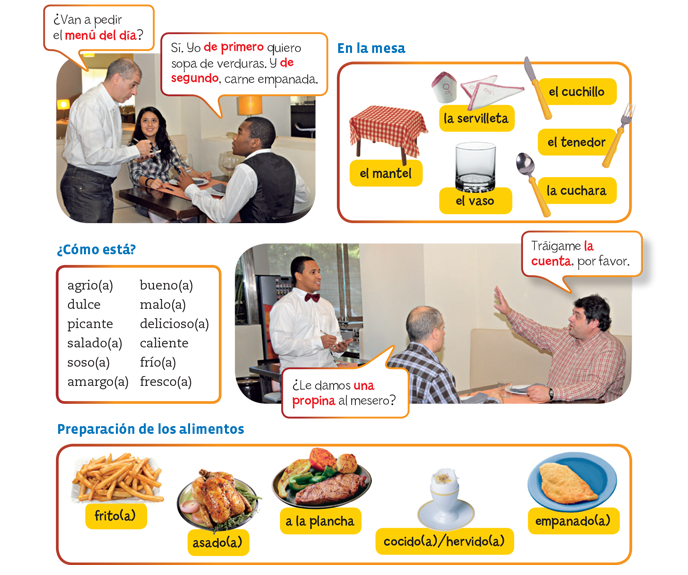 ¿Van a pedir
el menú del día?
Si. Yo de primero quiero
sopa de verduras. Y de
segundo, carne empanada.
En la mesa
el mantel
la servilleta
el vaso
el cuchillo
el tenedor
la cuchara
¿Cómo está?
agrio(a) bueno(a)
dulce malo(a)
picante delicioso(a)
salado(a) caliente
soso(a) frío(a)
amargo(a) fresco(a)
Tráigame la
cuenta, por favor.
¿Le damos una
propina al mesero?
Preparación de los alimentos
frito(a)
asado(a)
a la plancha
cocido(a)/hervido(a)
empanado(a)